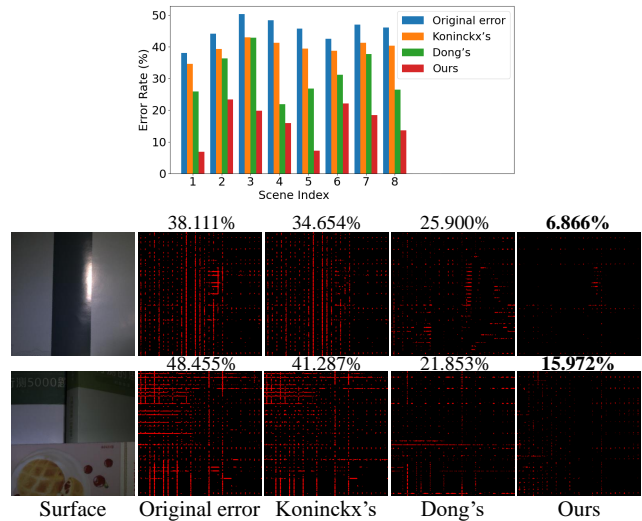 50
40
30
20
10
0
Error Rate (%)
Original error
Koninckx's
Dong's
Ours
1 2 3 4 5 6 7 8
Scene Index
38.111% 34.654% 25.900% 6.866%
48.455% 41.287% 21.853% 15.972%
5000
Surface Original error Koninckx's Dong's Ours